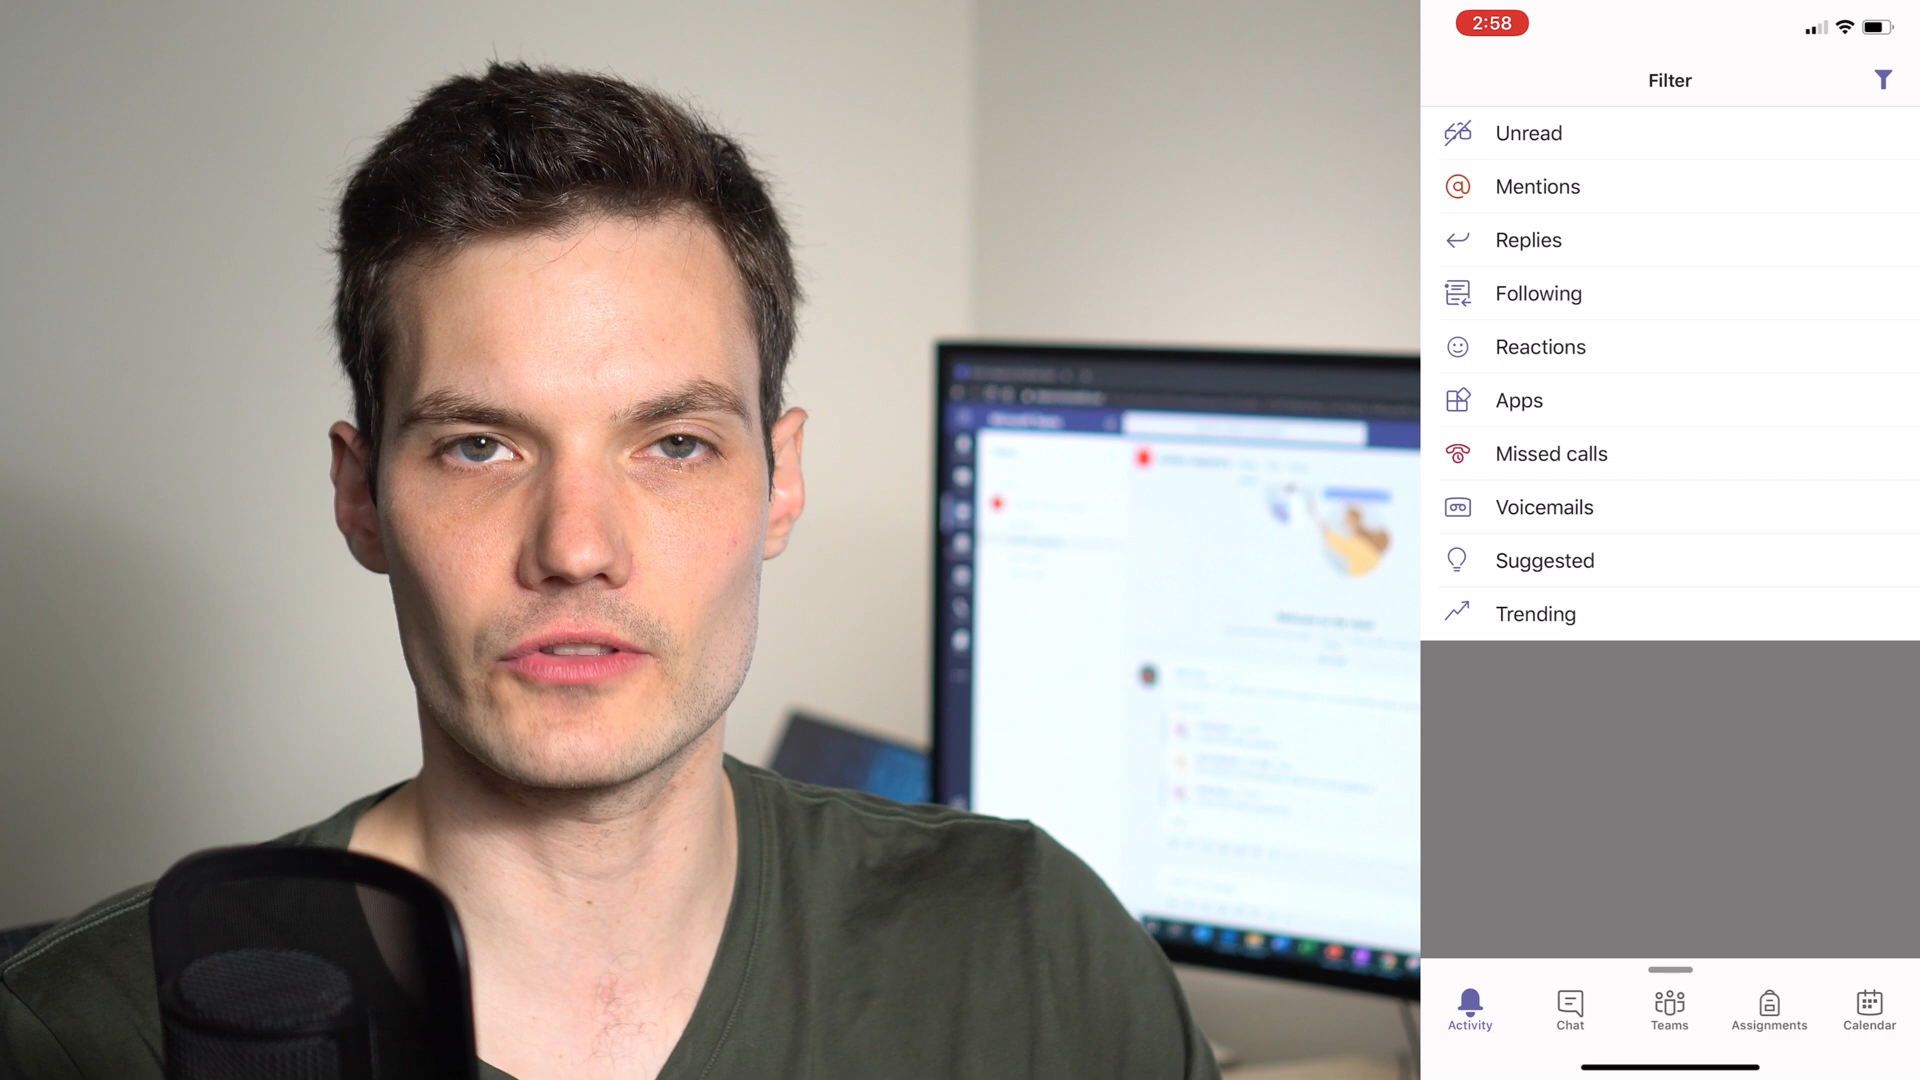 2:58
Filter
Unread
Mentions
Replies
Following
Reactions
Apps
Missed calls
Voicemails
Suggested
Trending
Activity
Chat
Teams
Assignments
Calendar